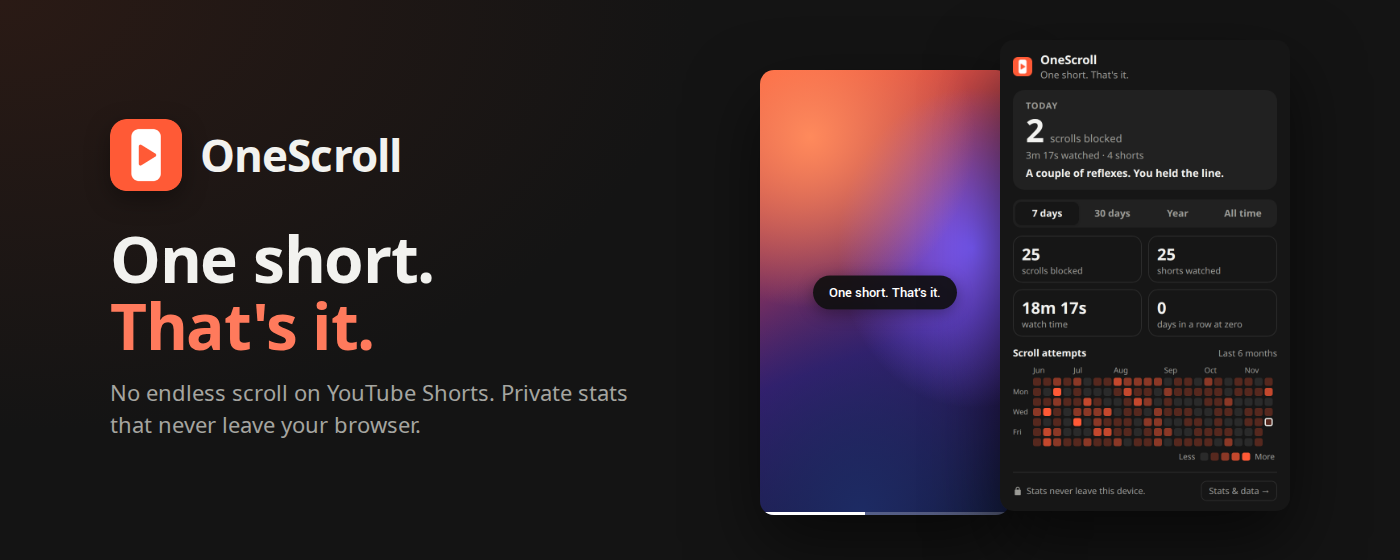 OneScroll
One short.
That's it.
No endless scroll on YouTube Shorts. Private stats
that never leave your browser.
One short. That's it.
OneScroll
One short. That's it.
TODAY
2 scrolls blocked
3m 17s watched · 4 shorts
A couple of reflexes. You held the line.
7 days 30 days Year All time
25 25
scrolls blocked shorts watched
18m 17s 0
watch time days in a row at zero
Scroll attempts Last 6 months
Jun Jul Aug Sep Oct Nov
Mon
Wed
Fri
Less More
Stats never leave this device. Stats & data →